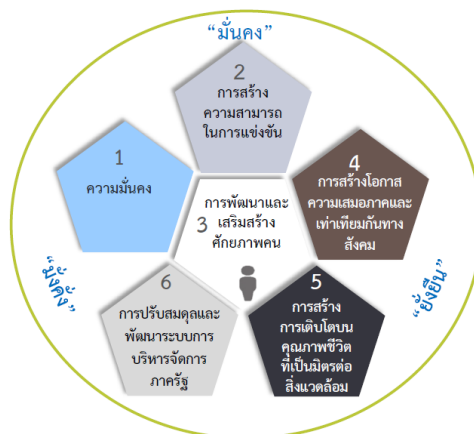 “มั่นคง”
2
การสร้าง
ความสามารถ
ในการแข่งขัน
1
ความมั่นคง
4
การสร้างโอกาส
ความเสมอภาคและ
เท่าเทียมกันทาง
สังคม
3
การพัฒนาและ
เสริมสร้าง
ศักยภาพคน
“มั่งคั่ง”
“ยั่งยืน”
6
การปรับสมดุลและ
พัฒนาระบบการ
บริหารจัดการ
ภาครัฐ
5
การสร้าง
การเติบโตบน
คุณภาพชีวิต
ที่เป็นมิตรต่อ
สิ่งแวดล้อม